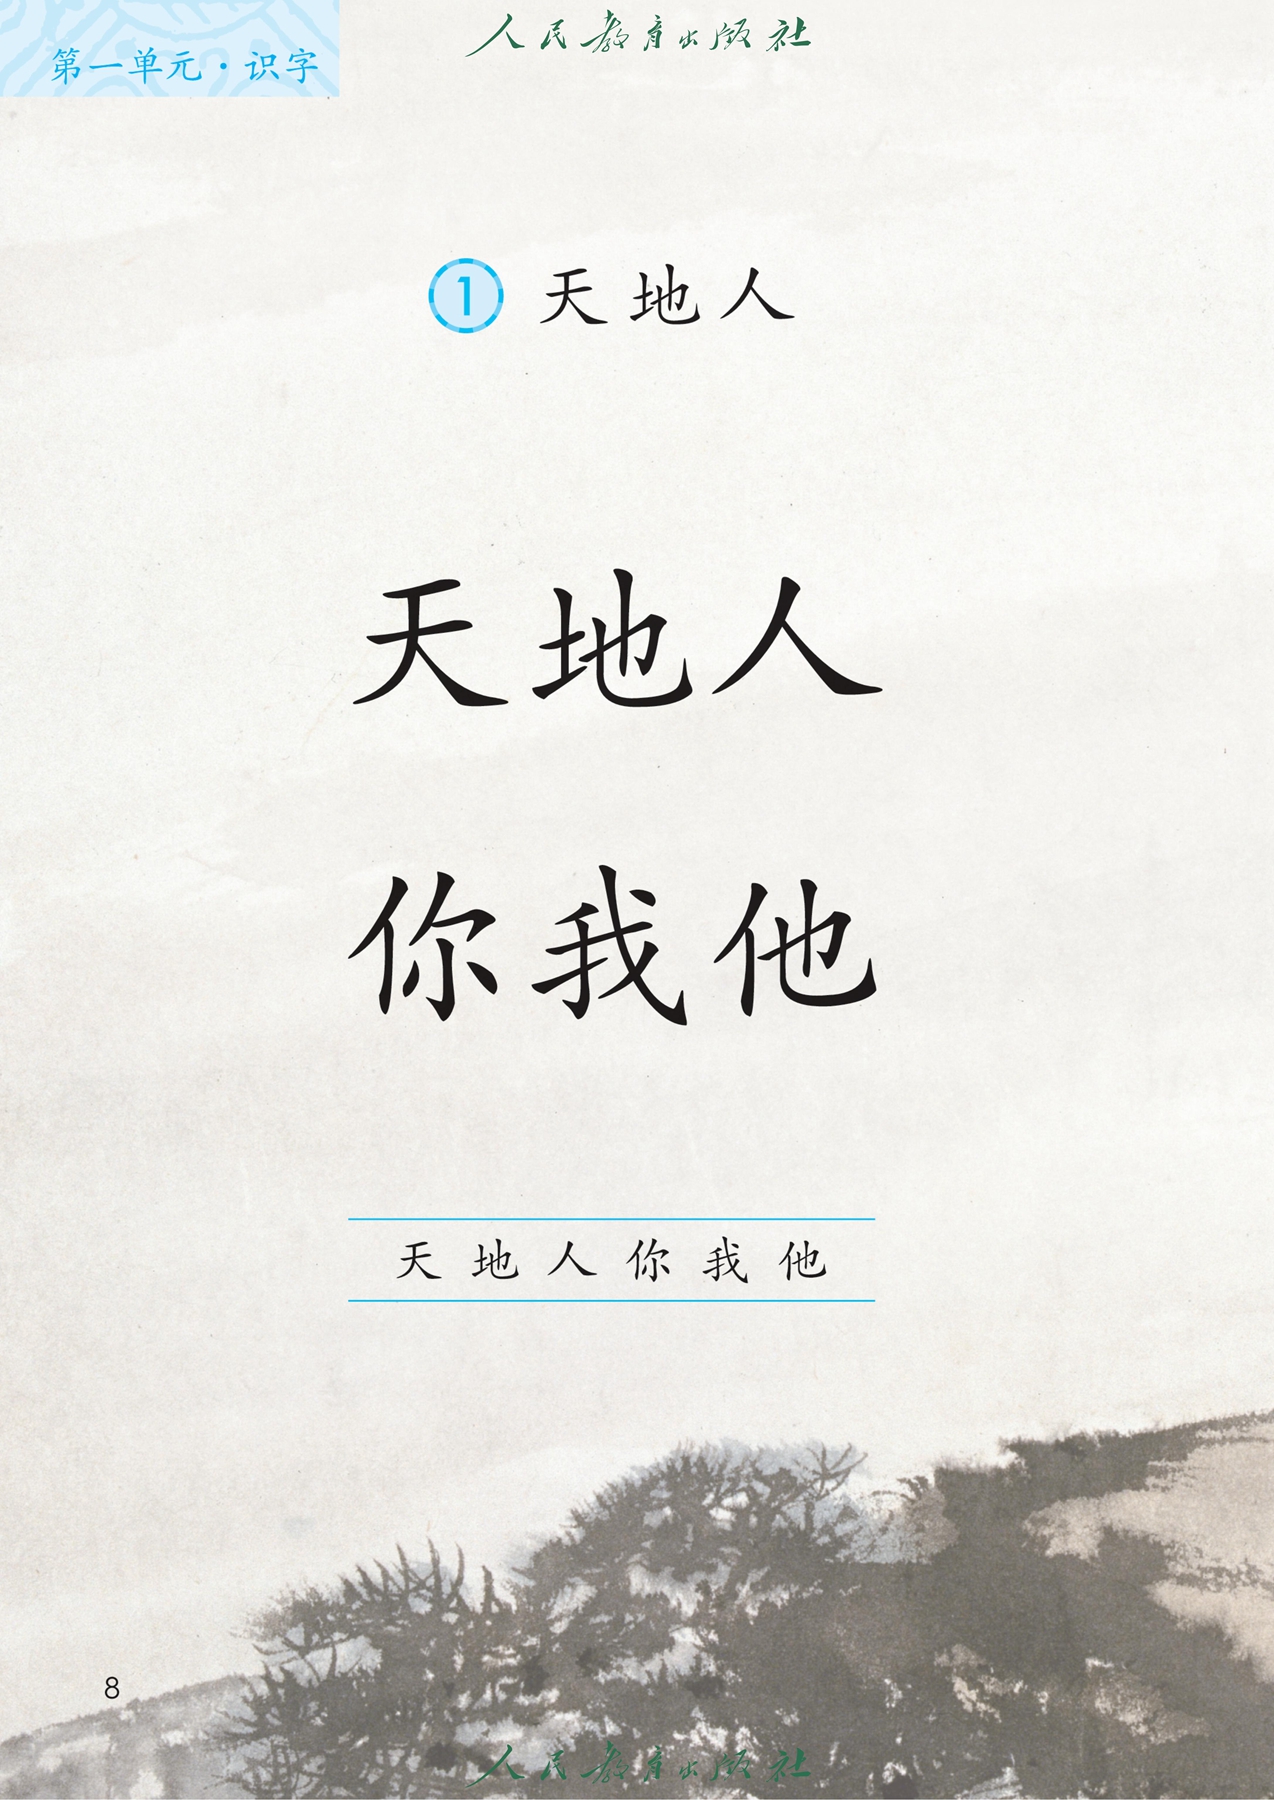 人民教育出版社
第一单元·识字
1 天地人
天地人
你我他
天 地 人 你 我 他
8
人民教育出版社